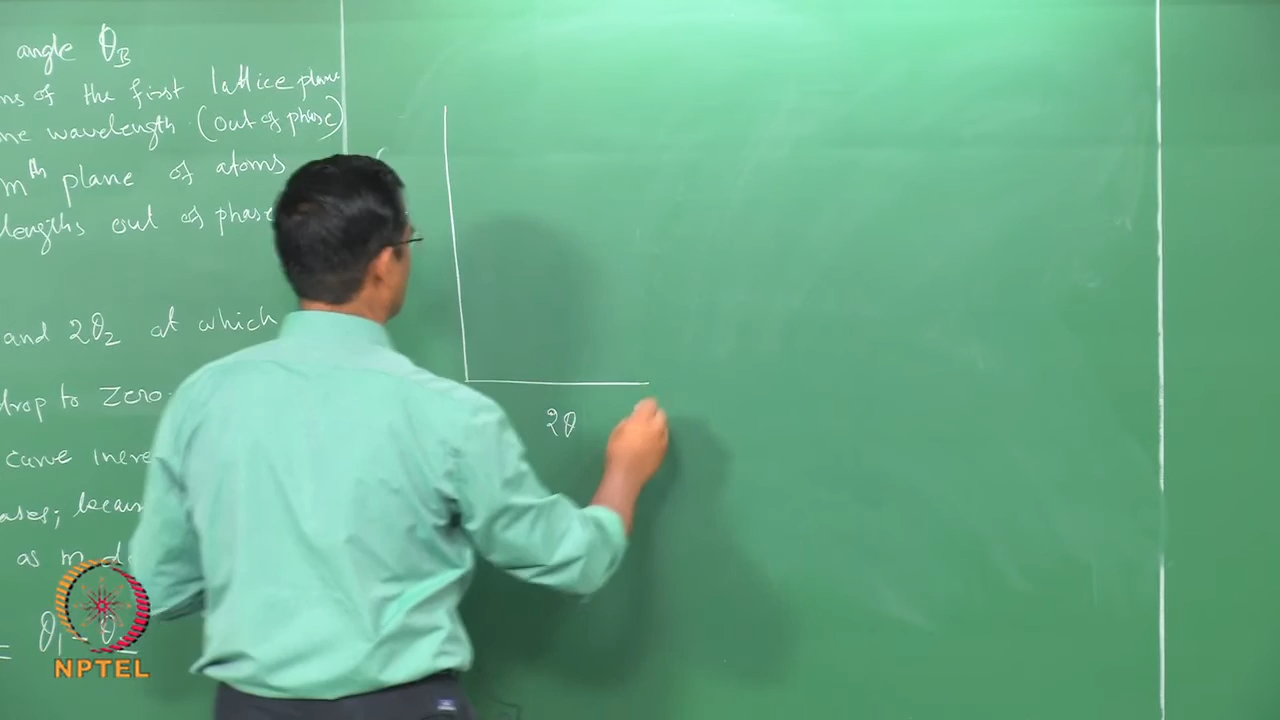 angle θB
ns of the first lattice plane
ne wavelength (out of phase)
mth plane of atoms
lengths out of phase
and 2θ2 at which
drop to zero.
curve incre
ases; becau
as m d
= θ1 - θ2
2θ
NPTEL